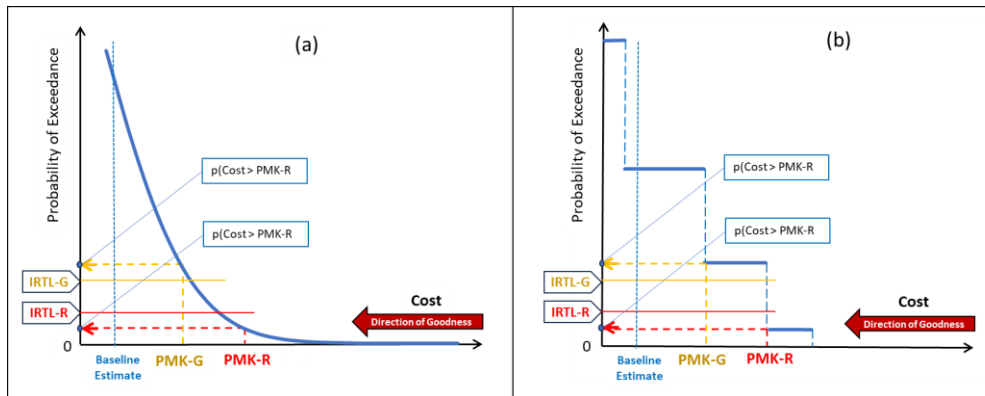 (a)
Probability of Exceedance
p(Cost> PMK-R
p(Cost> PMK-R
IRTL-G
IRTL-R
Cost
Direction of Goodness
0
Baseline
Estimate
PMK-G
PMK-R
(b)
Probability of Exceedance
p(Cost> PMK-R
p(Cost> PMK-R
IRTL-G
IRTL-R
Cost
Direction of Goodness
0
Baseline
Estimate
PMK-G
PMK-R